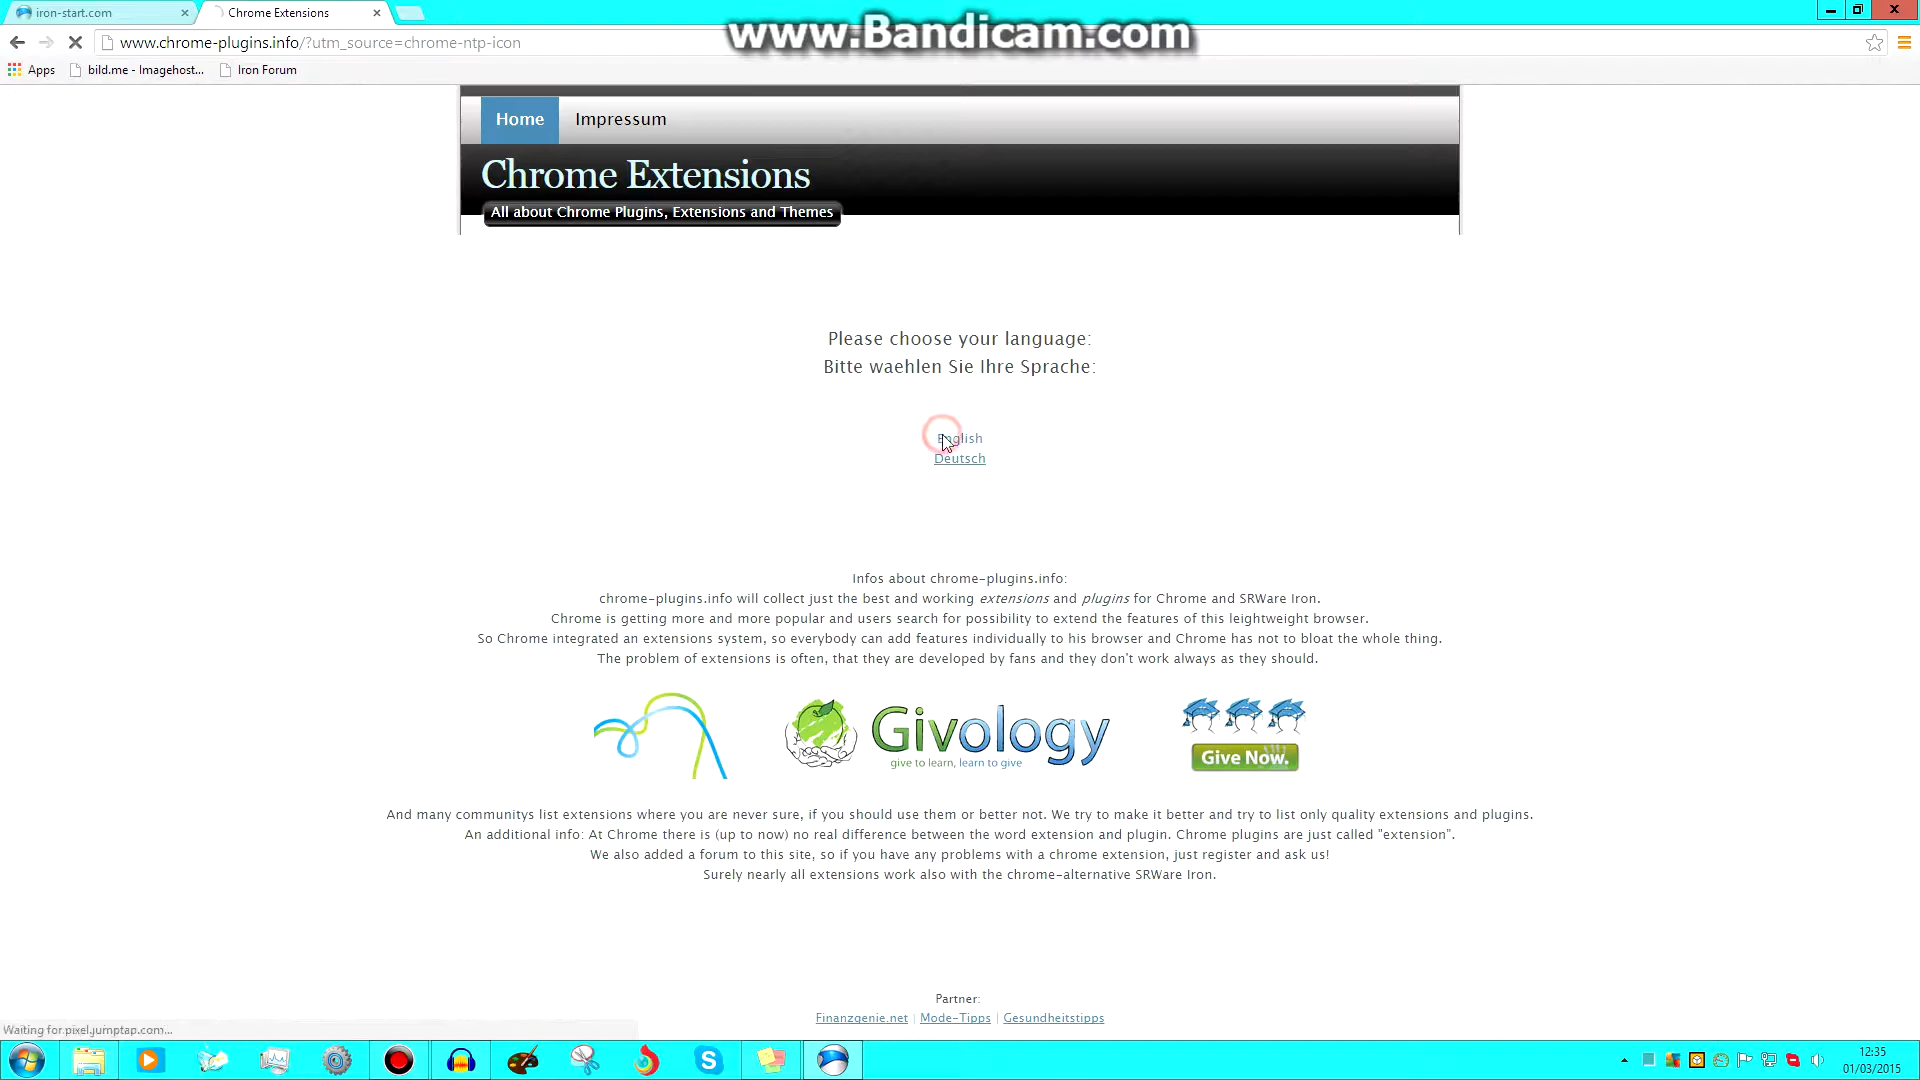 iron-start.com
Chrome Extensions
www.Bandicam.com
www.chrome-plugins.info/?utm_source=chrome-ntp-icon
Apps
bild.me - Imagehost...
Iron Forum
Home
Impressum
Chrome Extensions
All about Chrome Plugins, Extensions and Themes
Please choose your language:
Bitte waehlen Sie Ihre Sprache:
English
Deutsch
Infos about chrome-plugins.info:
chrome-plugins.info will collect just the best and working extensions and plugins for Chrome and SRWare Iron.
Chrome is getting more and more popular and users search for possibility to extend the features of this leightweight browser.
So Chrome integrated an extensions system, so everybody can add features individually to his browser and Chrome has not to bloat the whole thing.
The problem of extensions is often, that they are developed by fans and they don't work always as they should.
Givology
give to learn, learn to give
Give Now.
And many communitys list extensions where you are never sure, if you should use them or better not. We try to make it better and try to list only quality extensions and plugins.
An additional info: At Chrome there is (up to now) no real difference between the word extension and plugin. Chrome plugins are just called "extension".
We also added a forum to this site, so if you have any problems with a chrome extension, just register and ask us!
Surely nearly all extensions work also with the chrome-alternative SRWare Iron.
Partner:
Finanzgenie.net | Mode-Tipps | Gesundheitstipps
Waiting for pixel.jumptap.com...
12:35
01/03/2015